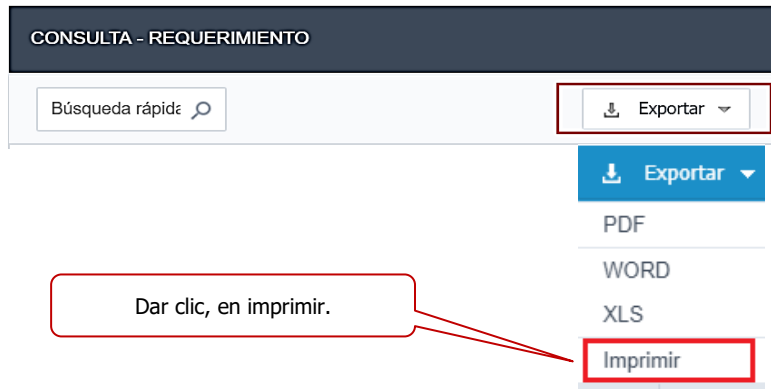 CONSULTA - REQUERIMIENTO
Búsqueda rápida
Exportar
Exportar
PDF
WORD
XLS
Dar clic, en imprimir.
Imprimir